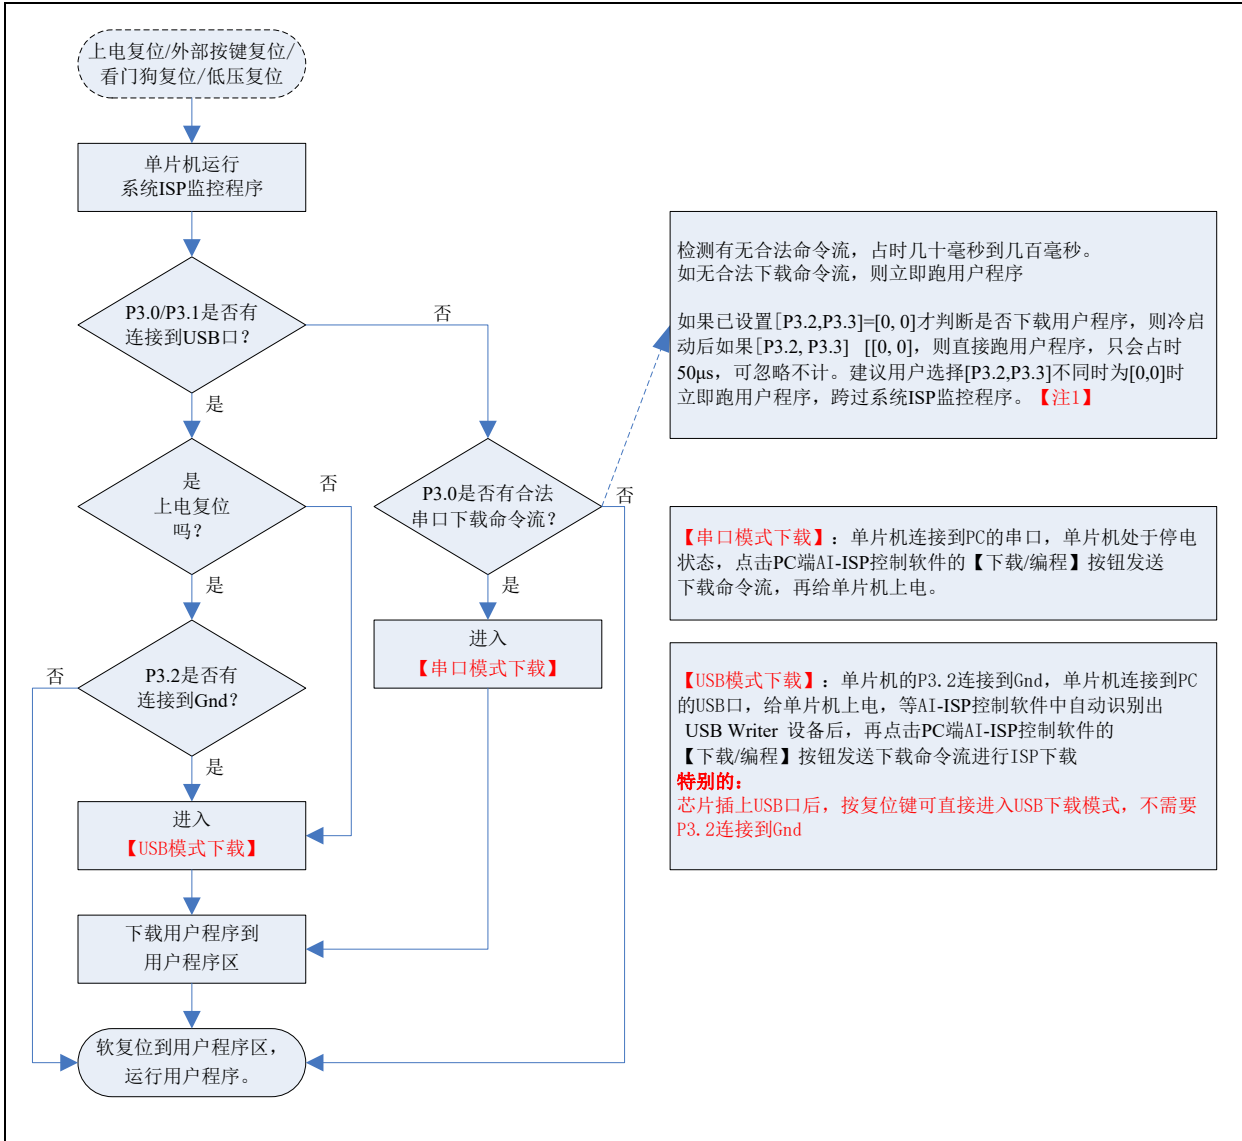 上电复位/外部按键复位/
看门狗复位/低压复位
单片机运行
系统ISP监控程序
P3.0/P3.1是否有
连接到USB口?
否
是
是
上电复位
吗?
否
是
P3.2是否有
连接到Gnd?
否
是
进入
【USB模式下载】
下载用户程序到
用户程序区
软复位到用户程序区,
运行用户程序。
P3.0是否有合法
串口下载命令流?
否
是
进入
【串口模式下载】
检测有无合法命令流，占时几十毫秒到几百毫秒。
如无合法下载命令流，则立即跑用户程序
如果已设置[P3.2,P3.3]=[0, 0]才判断是否下载用户程序，则冷启
动后如果[P3.2, P3.3] [[0, 0)，则直接跑用户程序，只会占时
50μs，可忽略不计。建议用户选择[P3.2,P3.3]不同时为[0,0]时
立即跑用户程序，跨过系统ISP监控程序。【注1】
【串口模式下载】：单片机连接到PC的串口，单片机处于停电
状态，点击PC端AI-ISP控制软件的【下载/编程】按钮发送
下载命令流，再给单片机上电。
【USB模式下载】：单片机的P3.2连接到Gnd，单片机连接到PC
的USB口，给单片机上电，等AI-ISP控制软件中自动识别出
USB Writer 设备后，再点击PC端AI-ISP控制软件的
【下载/编程】按钮发送下载命令流进行ISP下载
特别的：
芯片插上USB口后，按复位键可直接进入USB下载模式，不需要
P3.2连接到Gnd